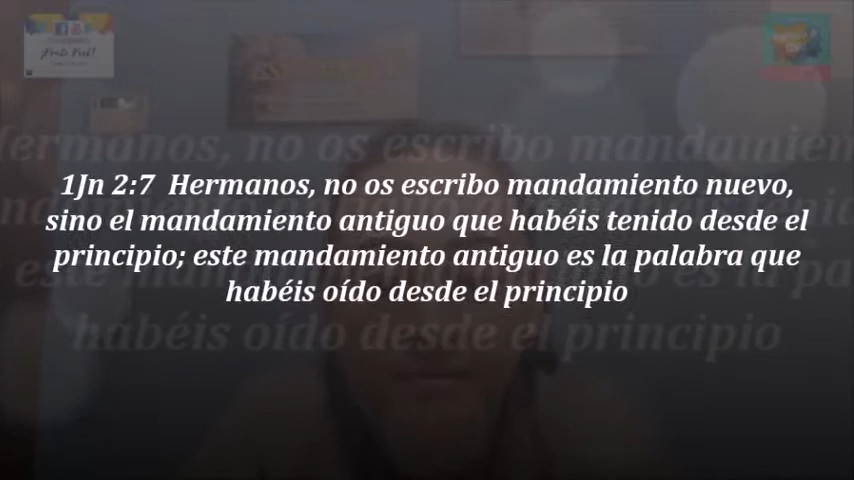 1Jn 2:7 Hermanos, no os escribo mandamiento nuevo,
sino el mandamiento antiguo que habéis tenido desde el
principio; este mandamiento antiguo es la palabra que
habéis oído desde el principio